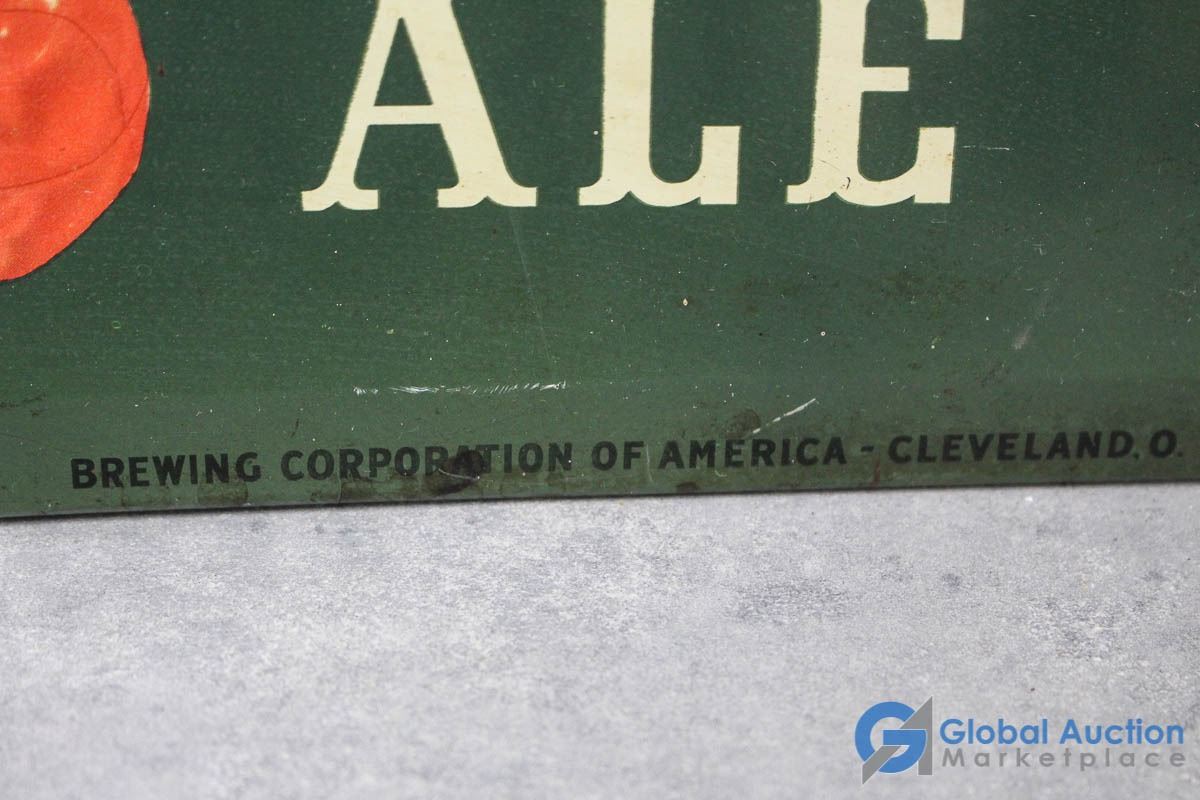 ALE
BREWING CORPORATION OF AMERICA - CLEVELAND, O.
Global Auction
Marketplace